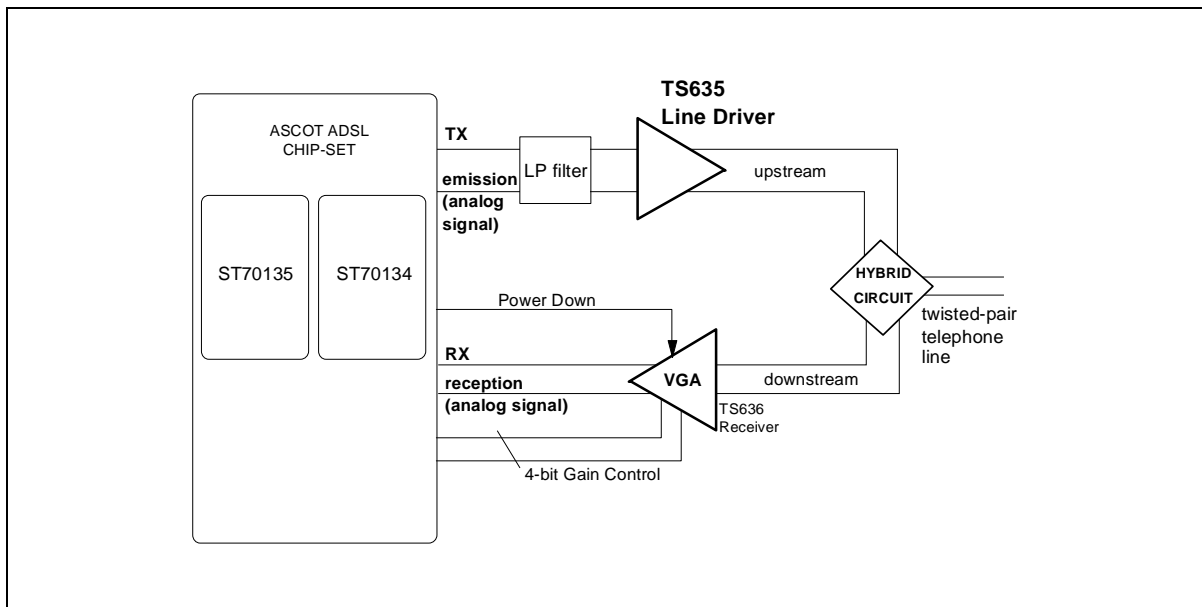 TS635
Line Driver
ASCOT ADSL
CHIP-SET
TX
LP filter
emission
(analog
signal)
upstream
ST70135
ST70134
HYBRID
CIRCUIT
Power Down
twisted-pair
telephone
line
RX
VGA
downstream
reception
(analog signal)
TS636
Receiver
4-bit Gain Control